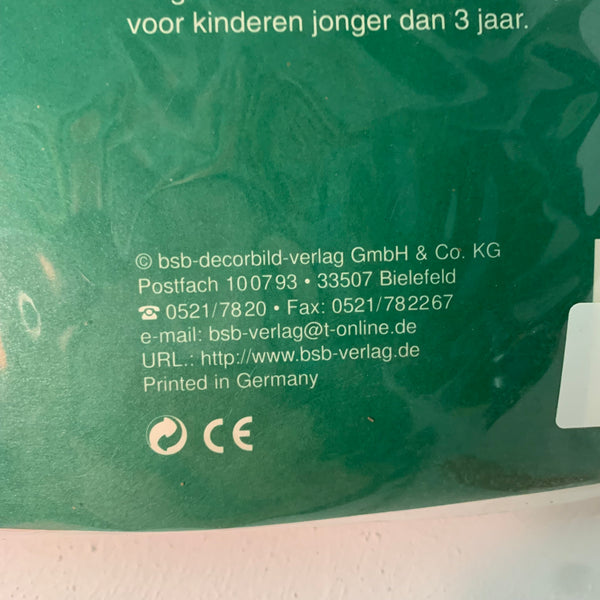 voor kinderen jonger dan 3 jaar.
© bsb-decorbild-verlag GmbH & Co. KG
Postfach 100793 • 33507 Bielefeld
☎ 0521/7820 • Fax: 0521/782267
e-mail: bsb-verlag@t-online.de
URL.: http://www.bsb-verlag.de
Printed in Germany
CE